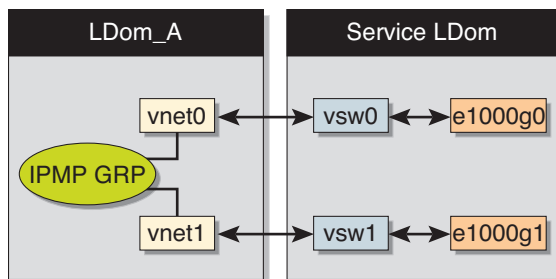 LDom_A
Service LDom
vnet0
vsw0
e1000g0
IPMP GRP
vnet1
vsw1
e1000g1